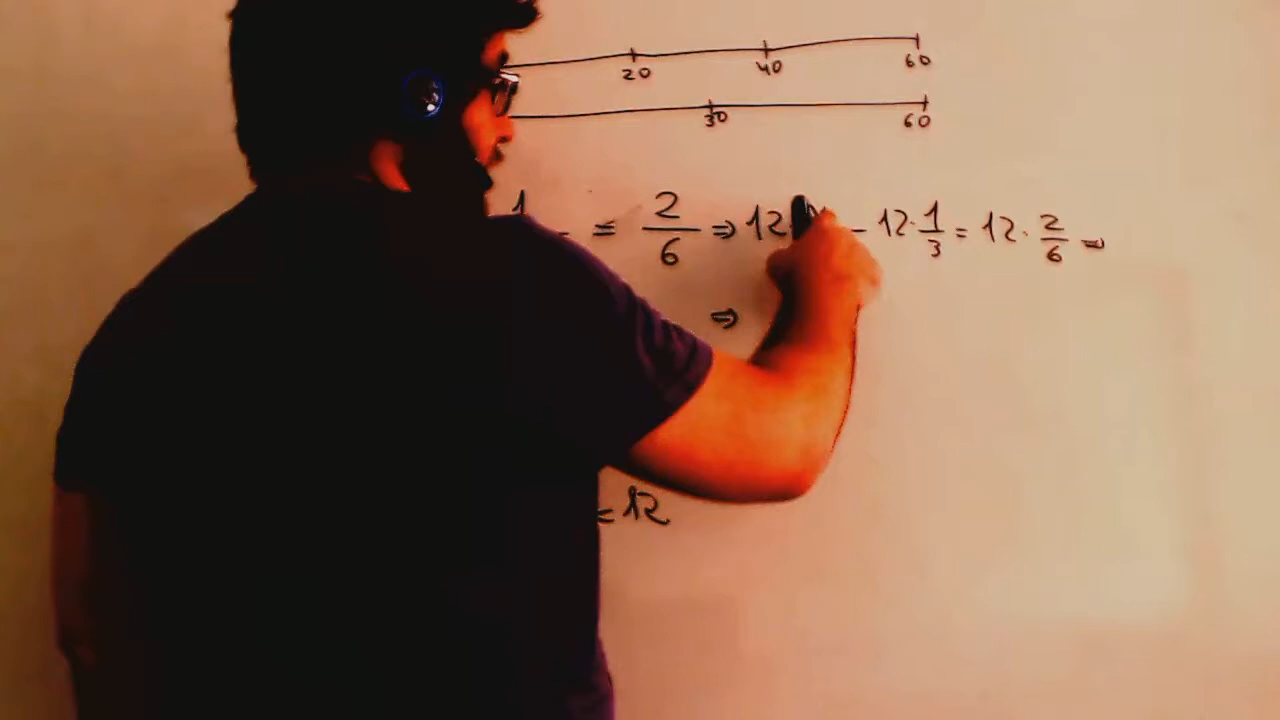 20 40 60
30 60
1 = 2/6 ⇒ 12 - 12·1/3 = 12·2/6 ⇒
⇒
= 12